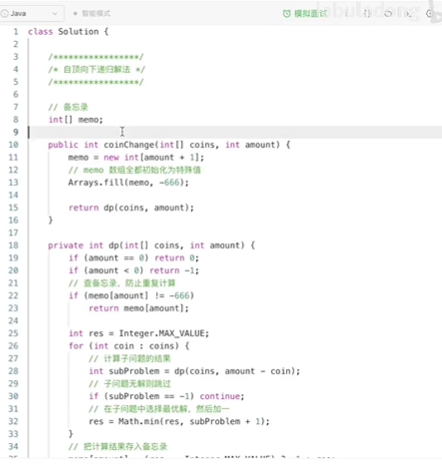 Java
智能模式
模拟面试
labuladong
1 class Solution {
2
3 /*****************/
4 /* 自顶向下递归解法 */
5 /*****************/
6
7 // 备忘录
8 int[] memo;
9
10 public int coinChange(int[] coins, int amount) {
11 memo = new int[amount + 1];
12 // memo 数组全都初始化为特殊值
13 Arrays.fill(memo, -666);
14
15 return dp(coins, amount);
16 }
17
18 private int dp(int[] coins, int amount) {
19 if (amount == 0) return 0;
20 if (amount < 0) return -1;
21 // 查备忘录，防止重复计算
22 if (memo[amount] != -666)
23 return memo[amount];
24
25 int res = Integer.MAX_VALUE;
26 for (int coin : coins) {
27 // 计算子问题的结果
28 int subProblem = dp(coins, amount - coin);
29 // 子问题无解则跳过
30 if (subProblem == -1) continue;
31 // 在子问题中选择最优解，然后加一
32 res = Math.min(res, subProblem + 1);
33 }
34 // 把计算结果存入备忘录